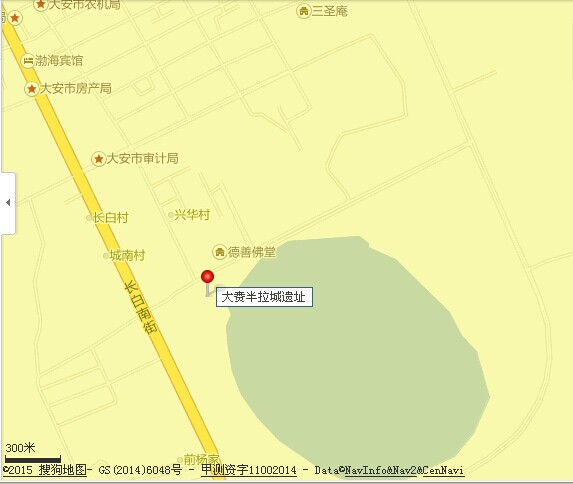 大安市农机局
三圣庵
局
渤海宾馆
大安市房产局
大安市审计局
兴华村
长白村
德善佛堂
城南村
长白南街
大赉半拉城遗址
前杨家
300米
©2015 搜狗地图- GS(2014)6048号 - 甲测资字11002014 - Data©NavInfo&Nav2&CenNavi